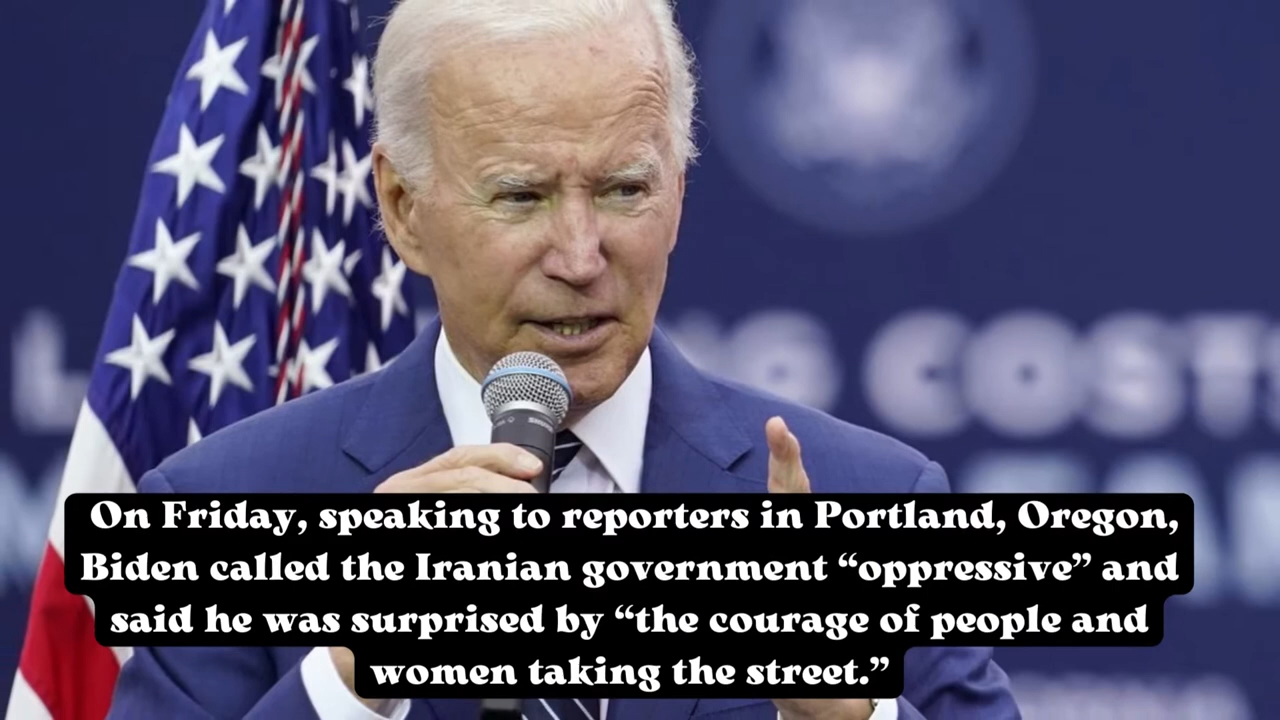 COSTS
On Friday, speaking to reporters in Portland, Oregon,
Biden called the Iranian government “oppressive” and
said he was surprised by “the courage of people and
women taking the street.”